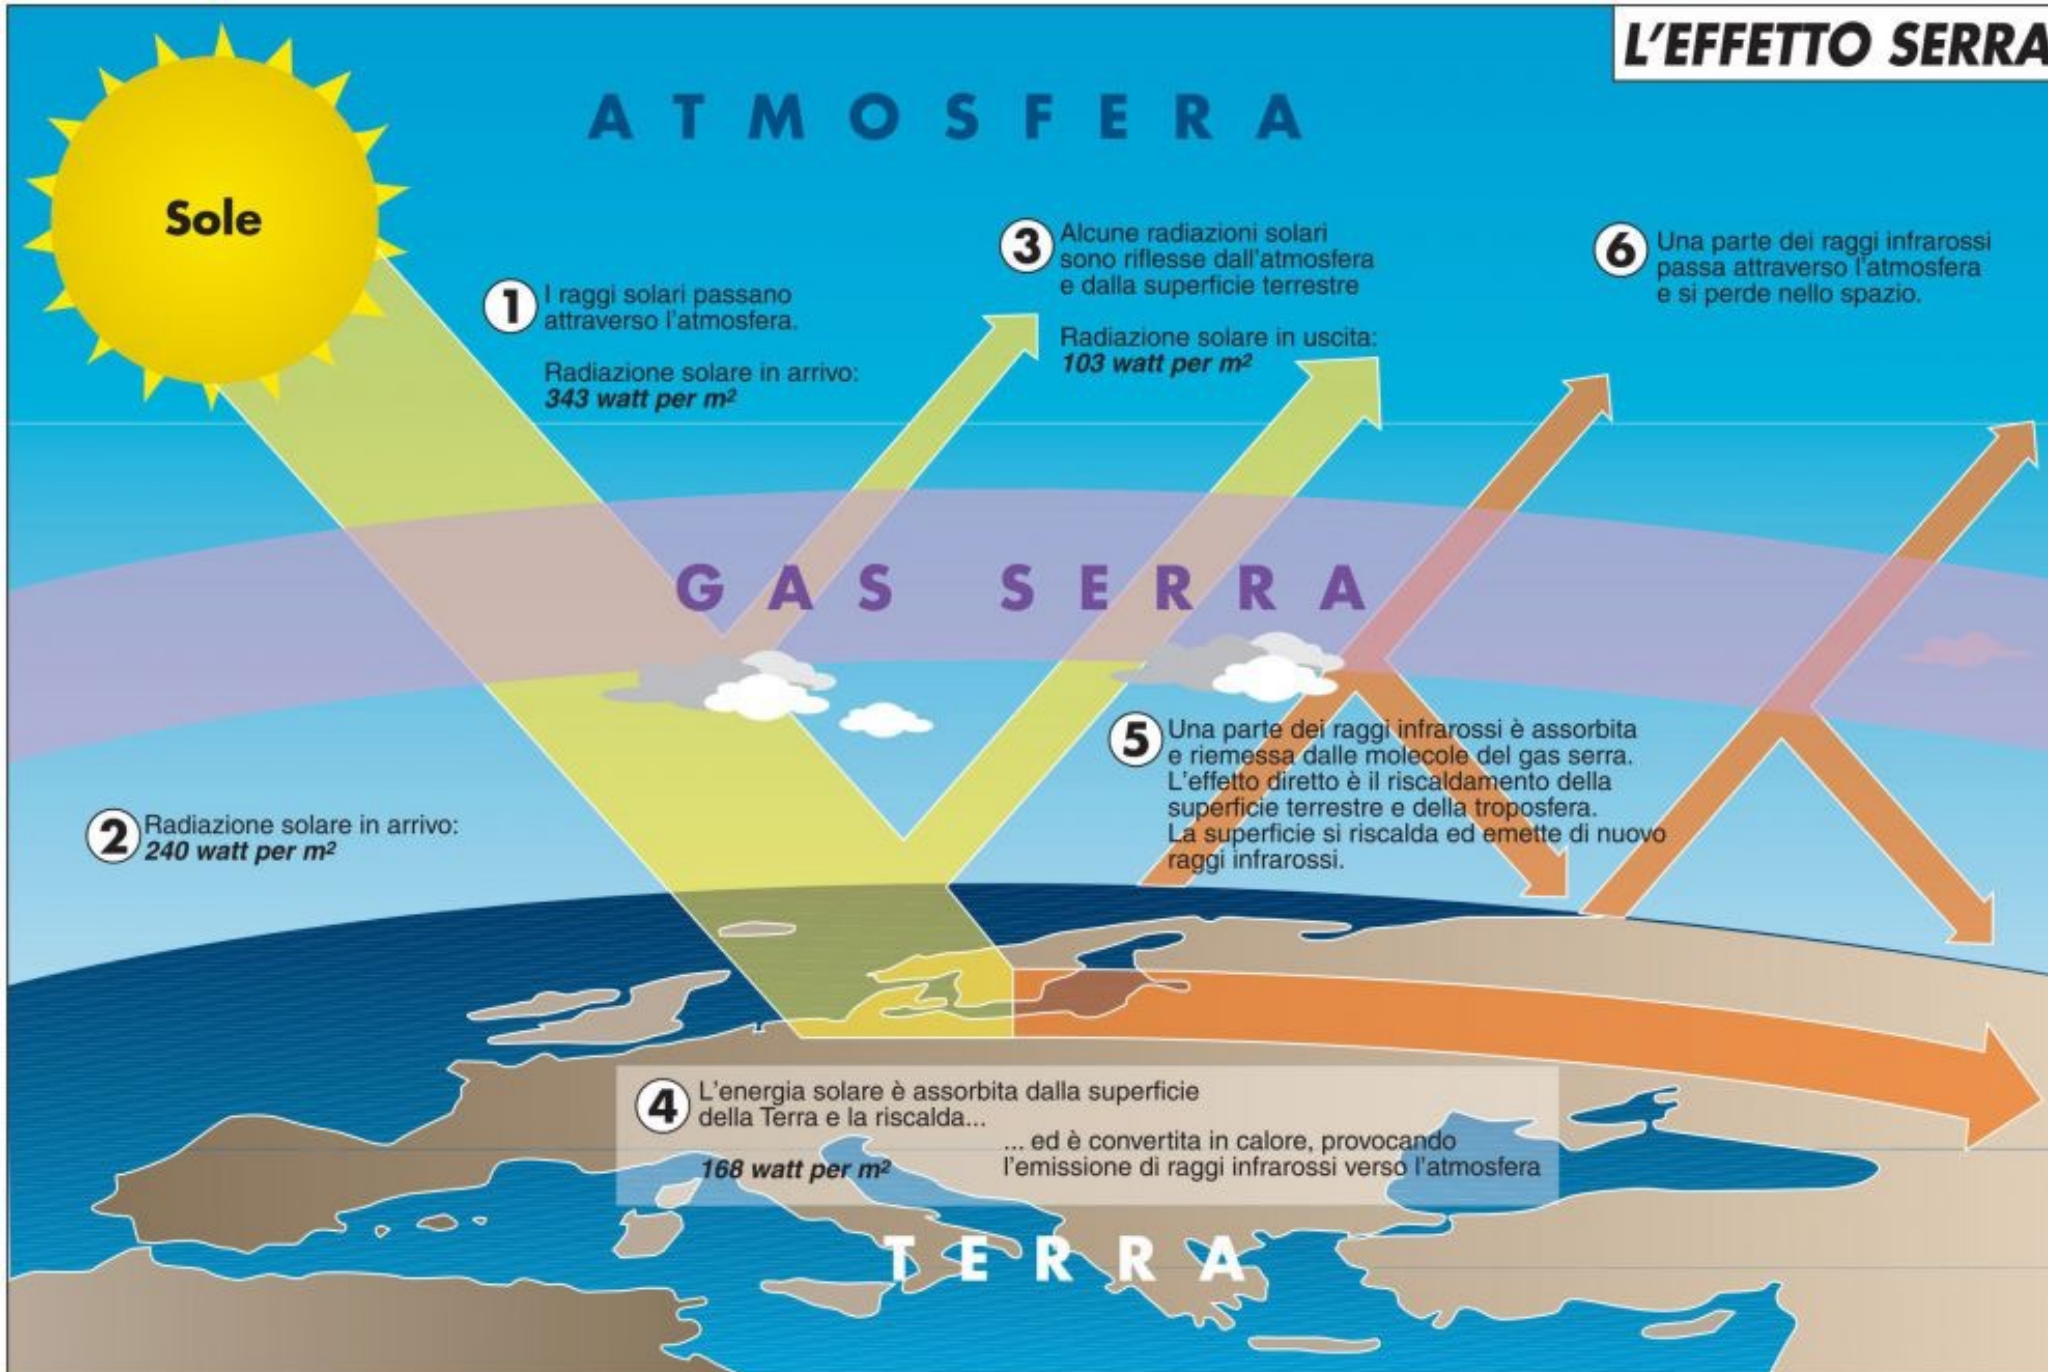 L'EFFETTO SERRA
ATMOSFERA
Sole
1
I raggi solari passano
attraverso l'atmosfera.
Radiazione solare in arrivo:
343 watt per m²
3
Alcune radiazioni solari
sono riflesse dall'atmosfera
e dalla superficie terrestre
Radiazione solare in uscita:
103 watt per m²
6
Una parte dei raggi infrarossi
passa attraverso l'atmosfera
e si perde nello spazio.
GAS SERRA
2
Radiazione solare in arrivo:
240 watt per m²
5
Una parte dei raggi infrarossi è assorbita
e riemessa dalle molecole del gas serra.
L'effetto diretto è il riscaldamento della
superficie terrestre e della troposfera.
La superficie si riscalda ed emette di nuovo
raggi infrarossi.
4
L'energia solare è assorbita dalla superficie
della Terra e la riscalda...
168 watt per m²
... ed è convertita in calore, provocando
l'emissione di raggi infrarossi verso l'atmosfera
TERRA